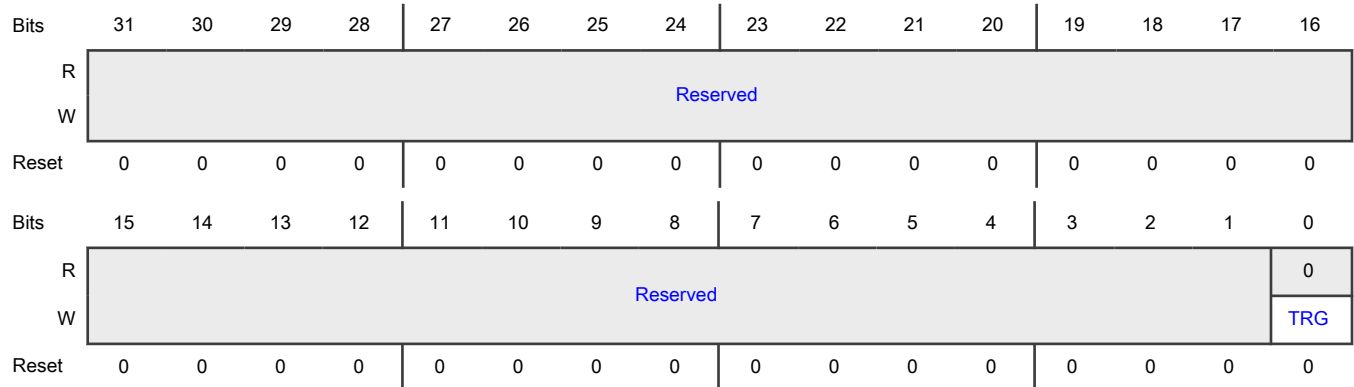 Bits 31 30 29 28 27 26 25 24 23 22 21 20 19 18 17 16
R
Reserved
W
Reset 0 0 0 0 0 0 0 0 0 0 0 0 0 0 0 0
Bits 15 14 13 12 11 10 9 8 7 6 5 4 3 2 1 0
R 0
Reserved
W TRG
Reset 0 0 0 0 0 0 0 0 0 0 0 0 0 0 0 0